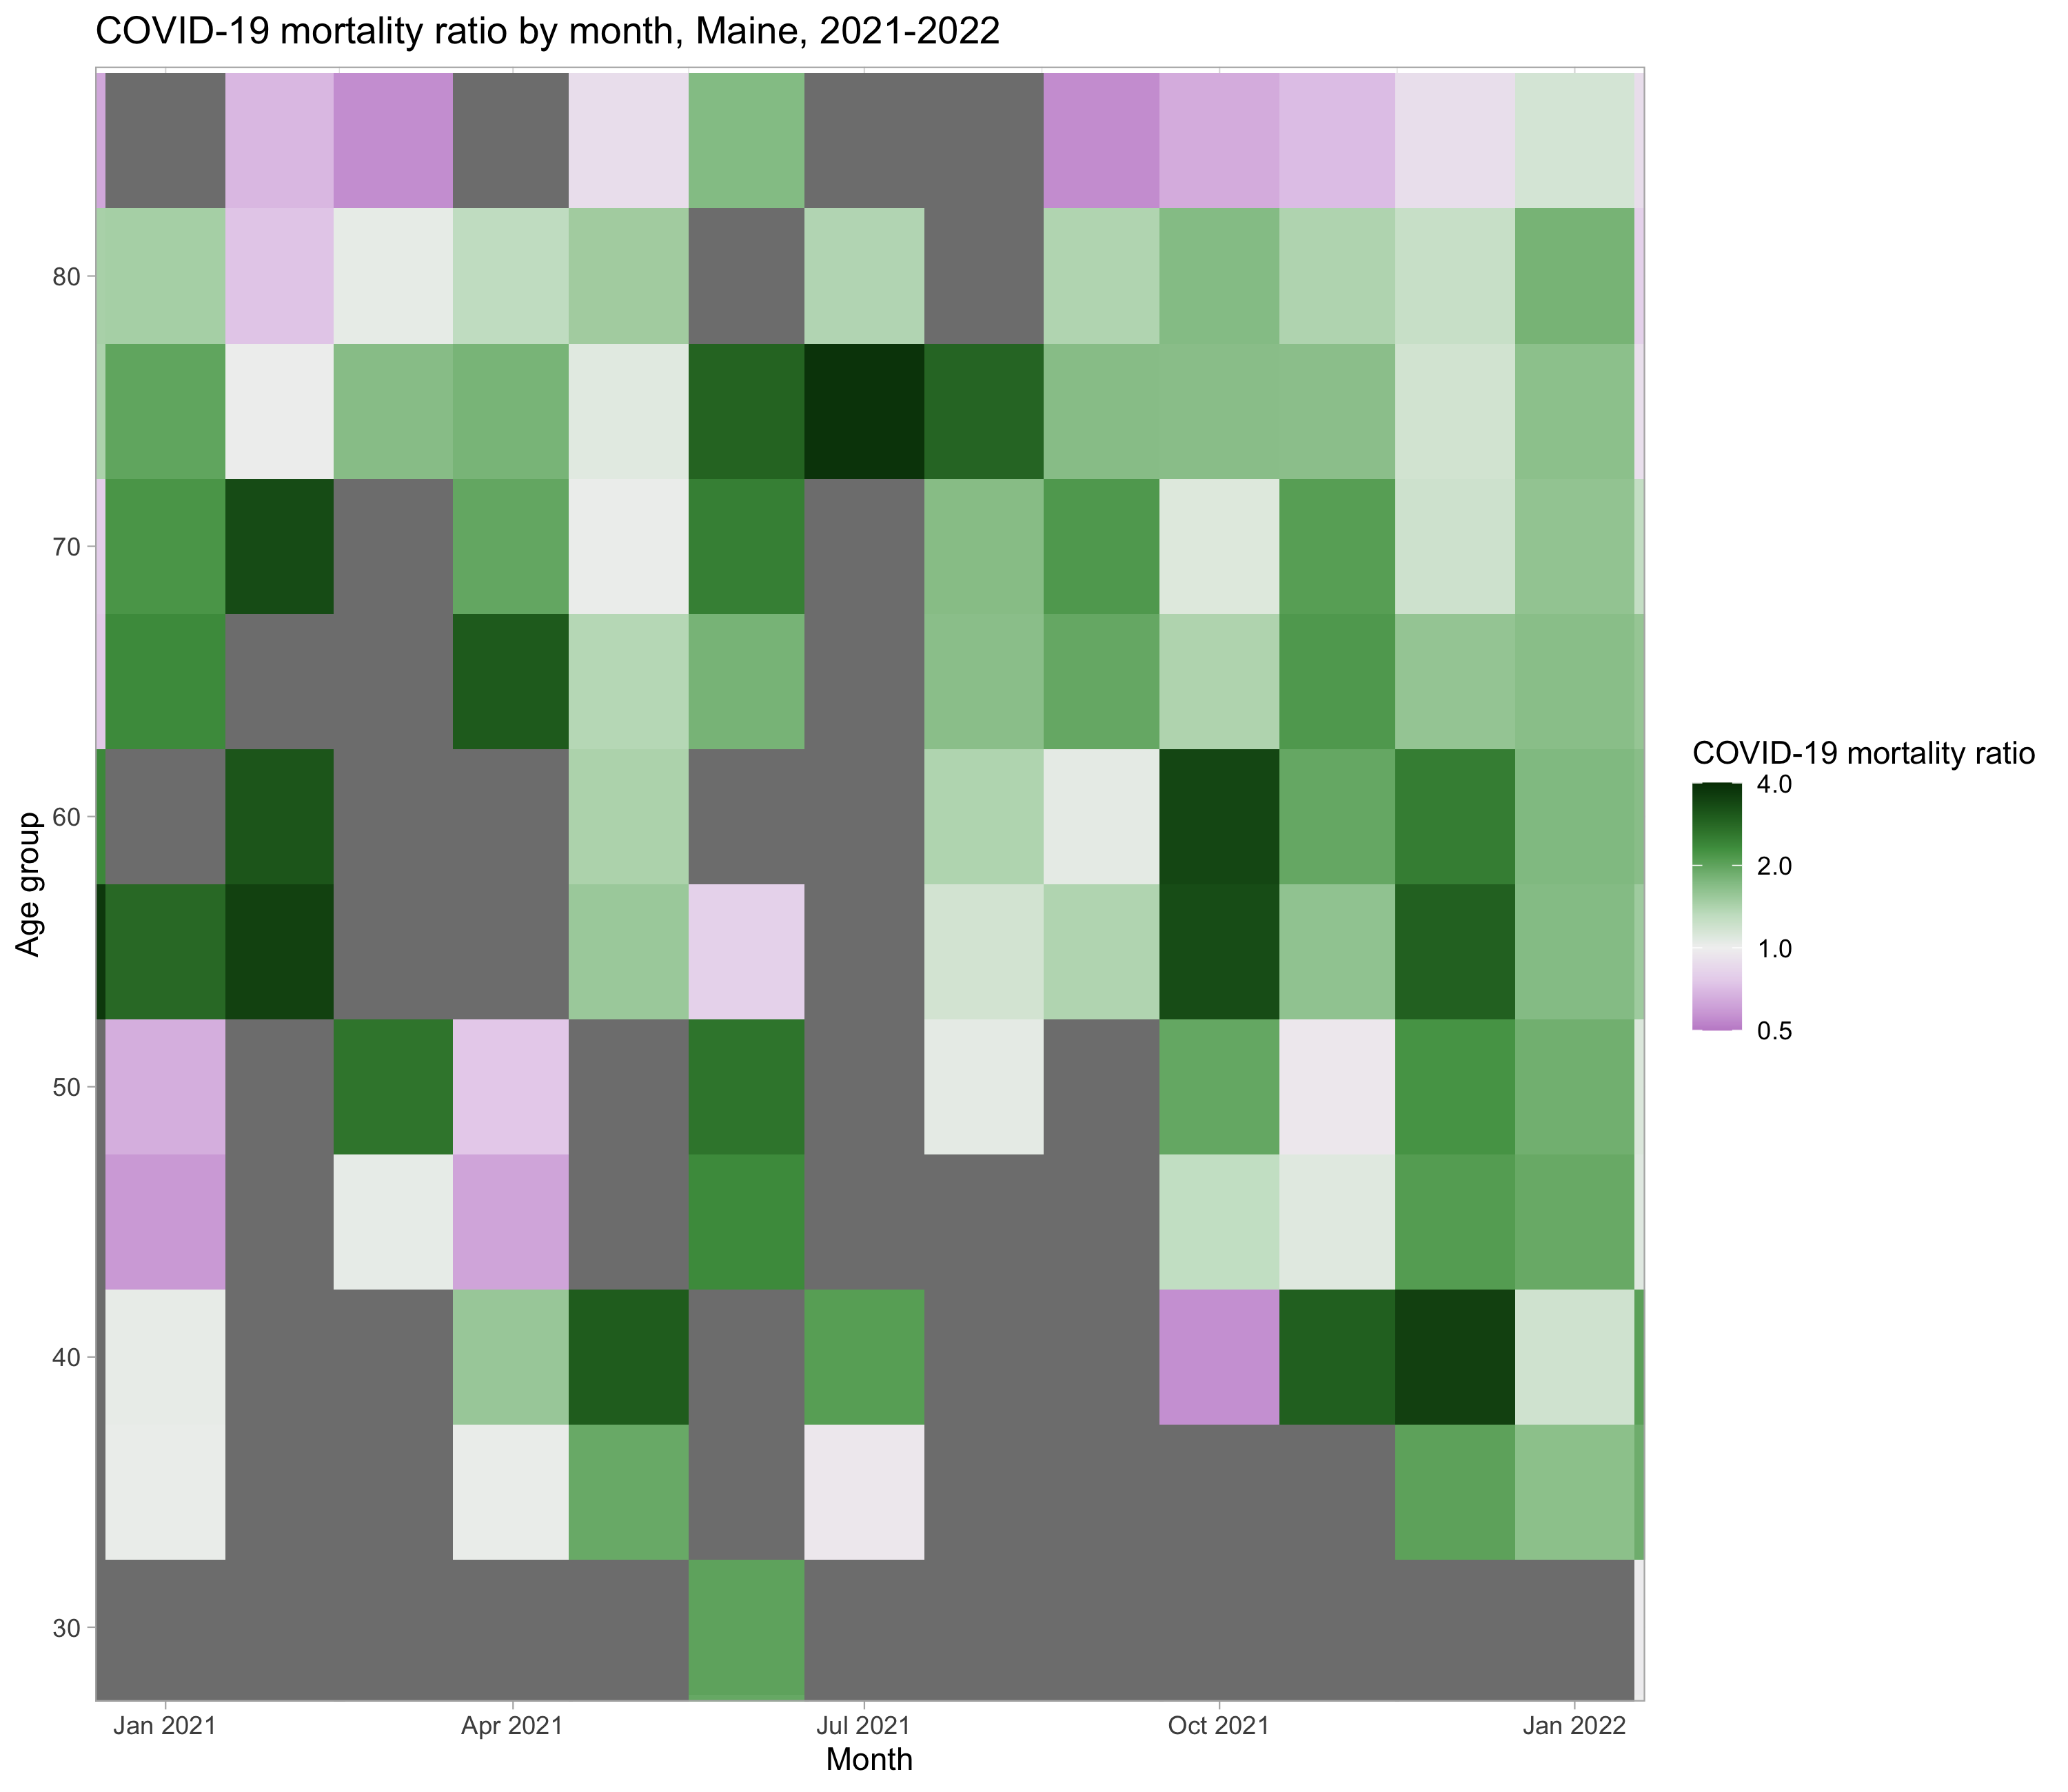 COVID-19 mortality ratio by month, Maine, 2021-2022
Age group
80
70
60
50
40
30
Jan 2021
Apr 2021
Jul 2021
Oct 2021
Jan 2022
Month
COVID-19 mortality ratio
4.0
2.0
1.0
0.5